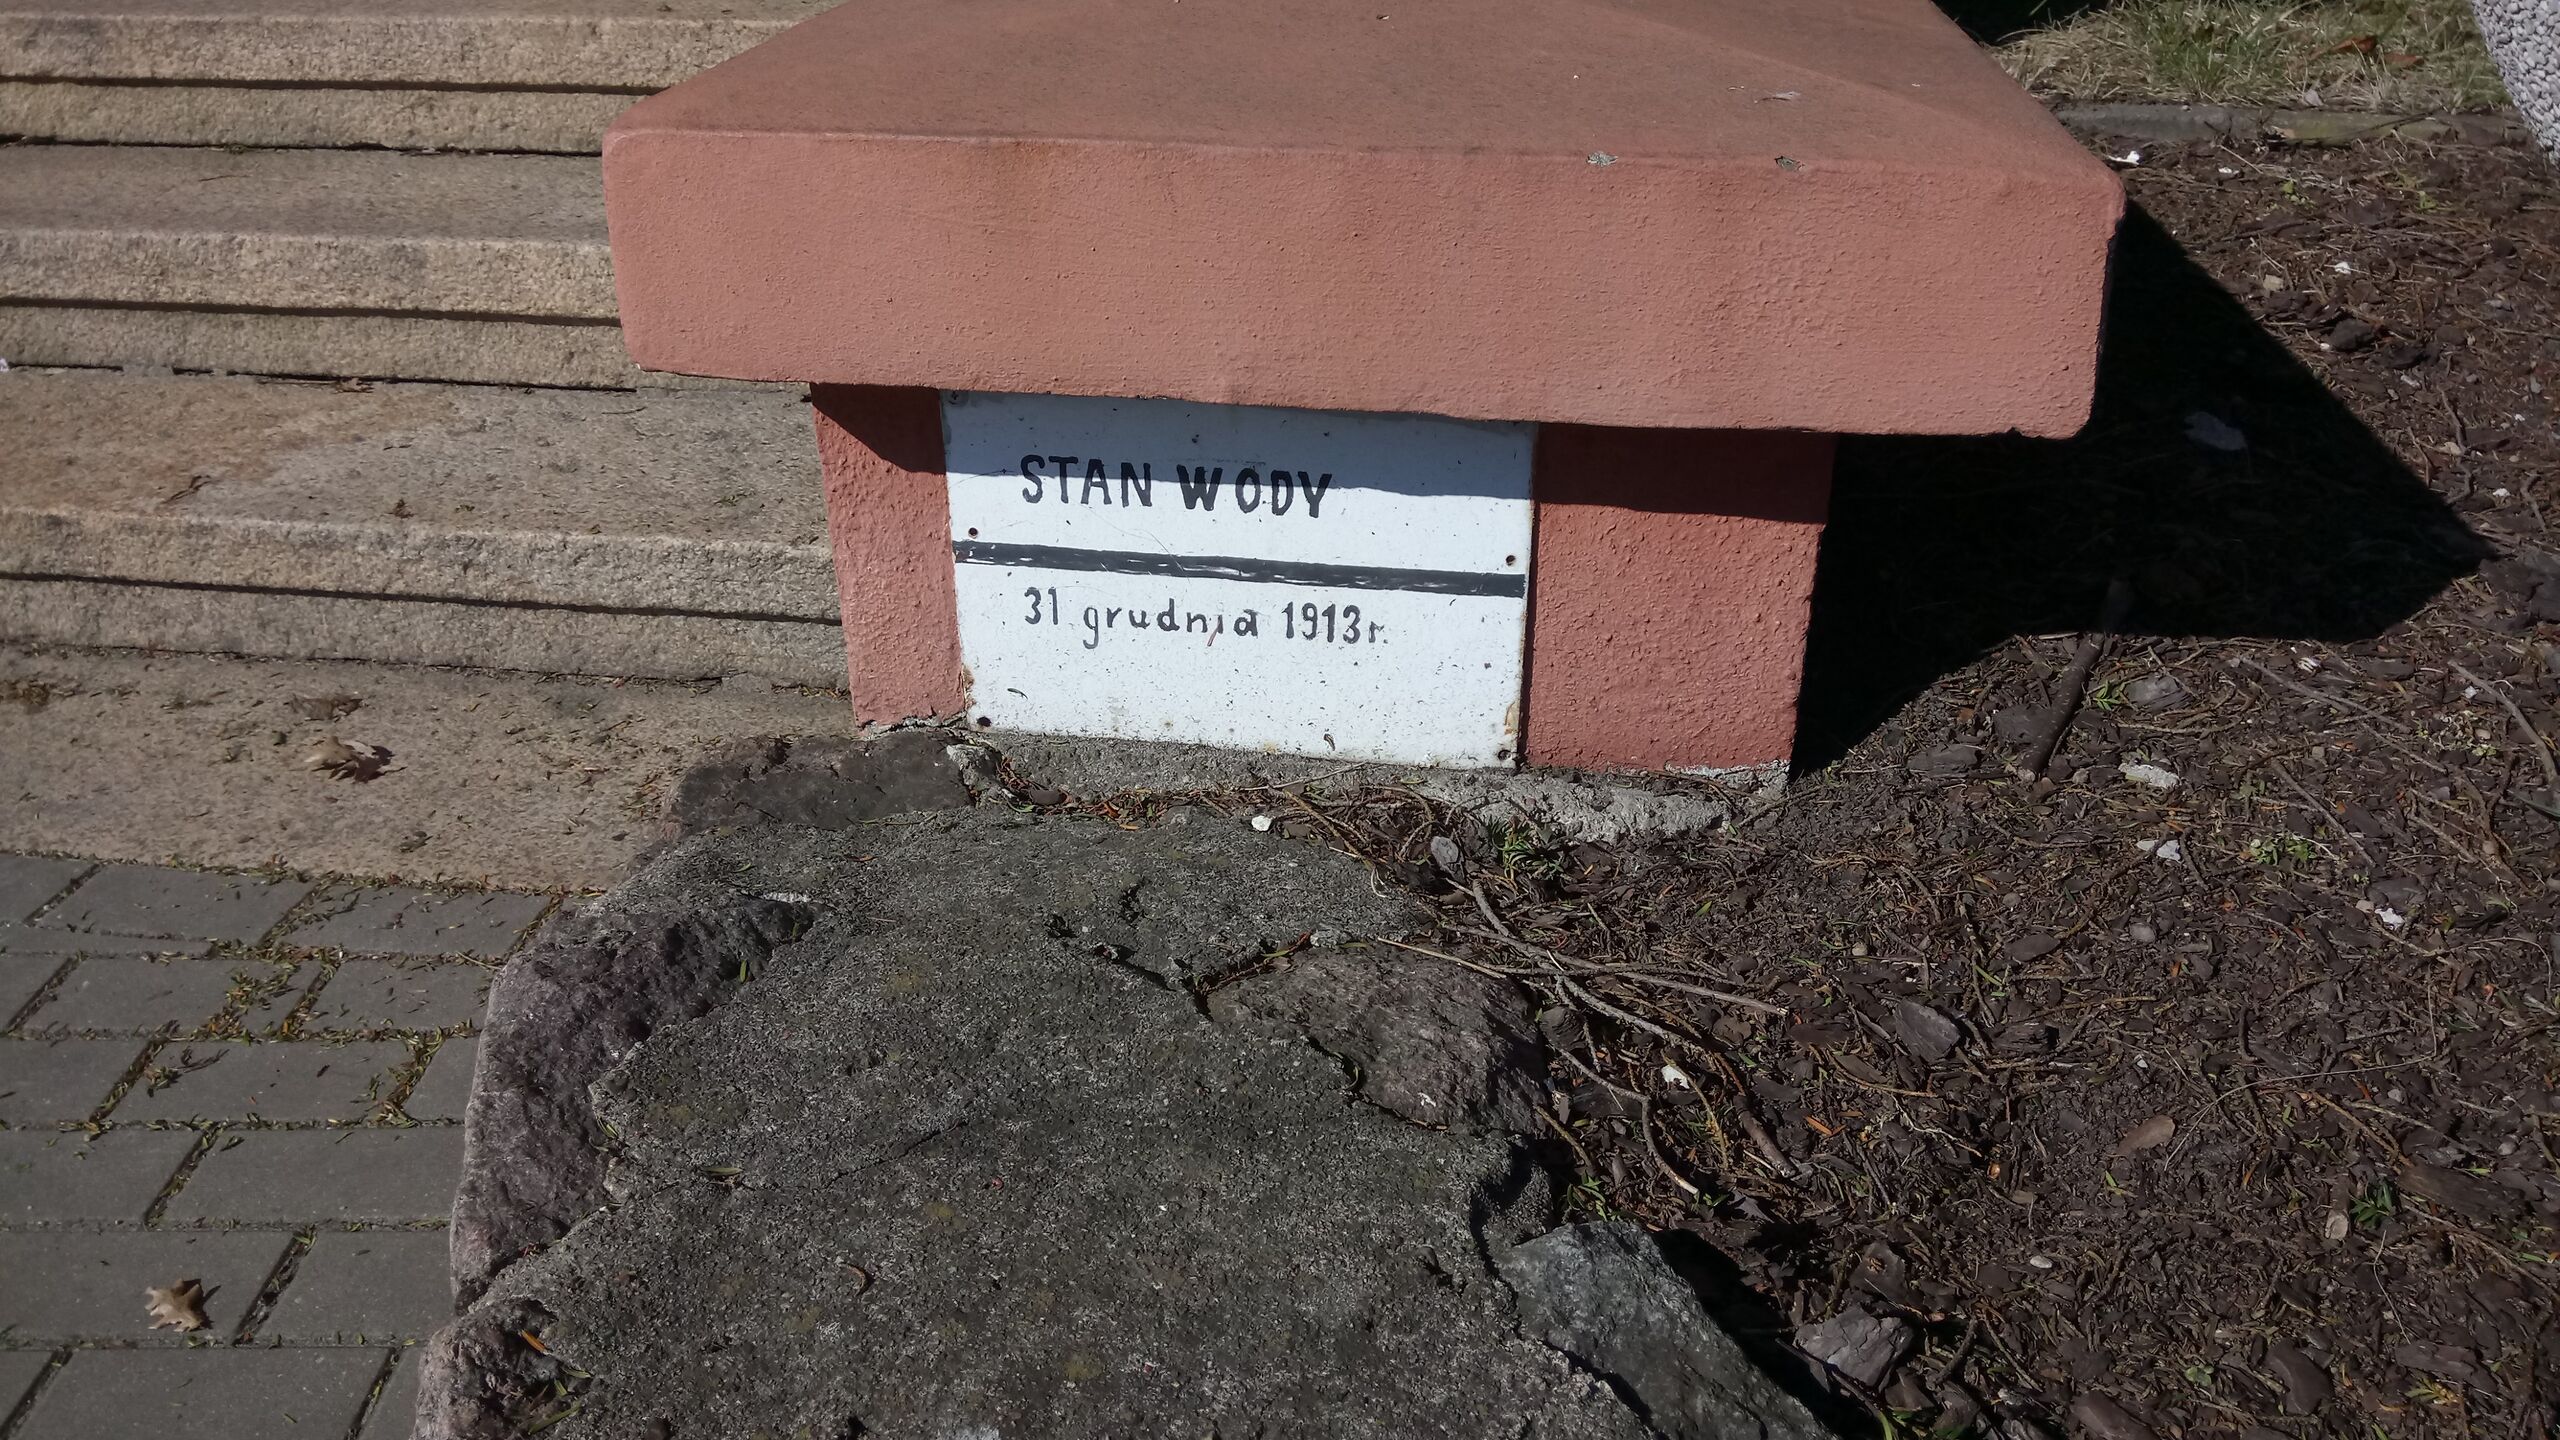 STAN WODY
31 grudnia 1913r.